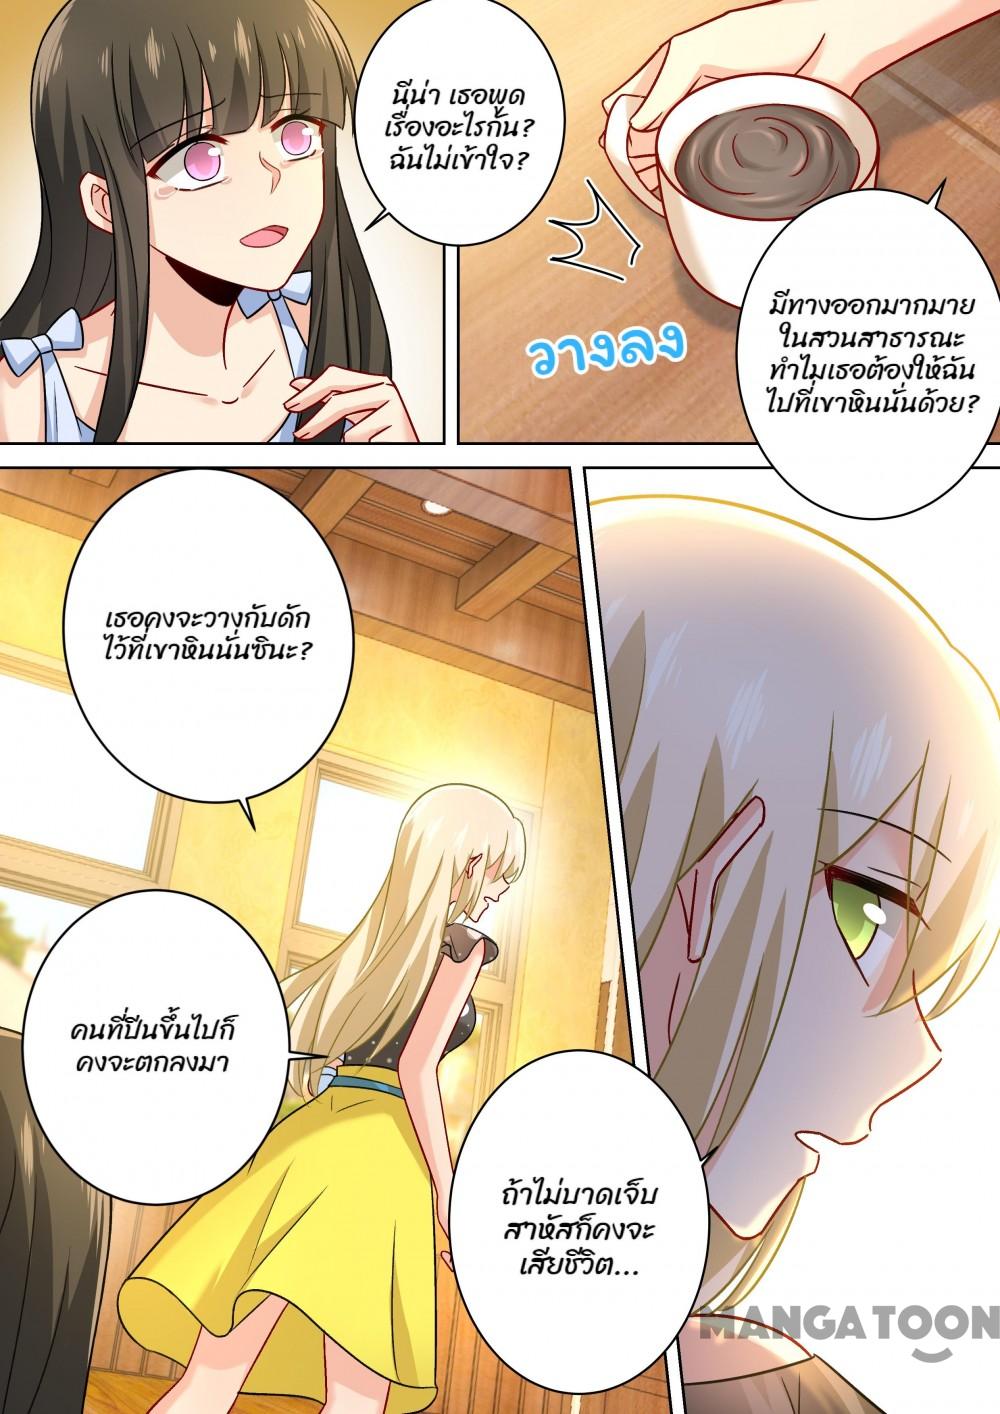 นีน่า เธอพูด
เรื่องอะไรกัน?
ฉันไม่เข้าใจ?
วางลง
มีทางออกมากมาย
ในสวนสาธารณะ
ทำไมเธอต้องให้ฉัน
ไปที่เขาหินนั่นด้วย?
เธอคงจะวางกับดัก
ไว้ที่เขาหินนั่นซินะ?
คนที่ปีนขึ้นไปก็
คงจะตกลงมา
ถ้าไม่บาดเจ็บ
สาหัสก็คงจะ
เสียชีวิต...
MANGATOON